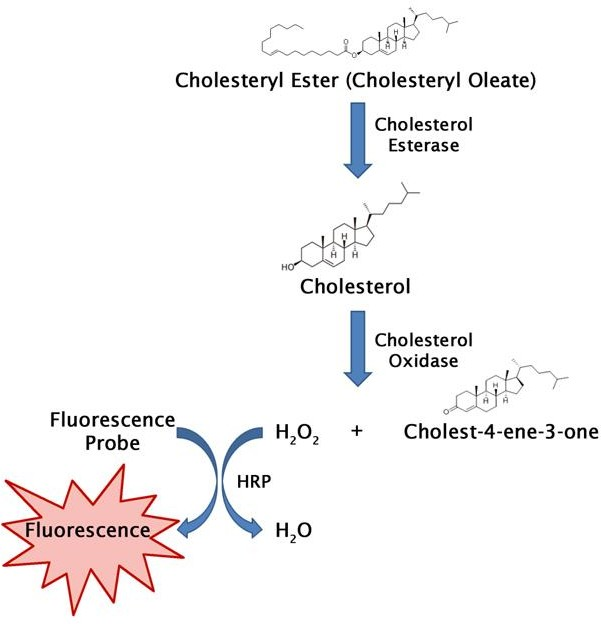 O
O
H
H
H
Cholesteryl Ester (Cholesteryl Oleate)
Cholesterol
Esterase
H
H
H
HO
Cholesterol
Cholesterol
Oxidase
H
H
H
O
Fluorescence
Probe
H₂O₂ + Cholest-4-ene-3-one
HRP
Fluorescence
H₂O